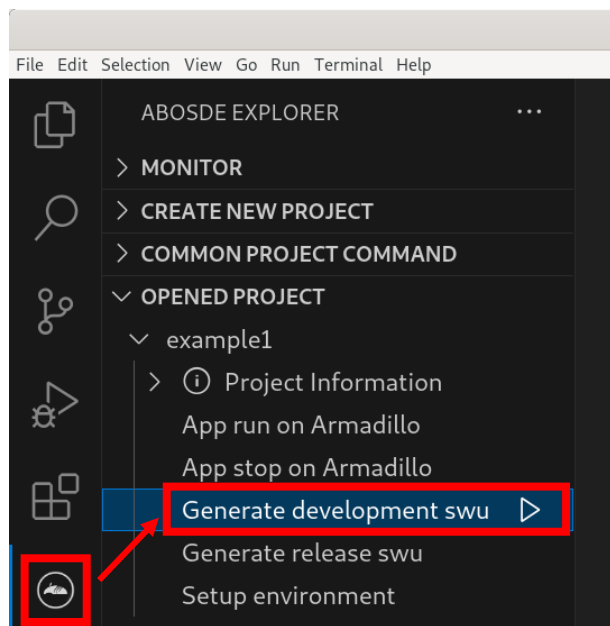 File Edit Selection View Go Run Terminal Help
ABOSDE EXPLORER
MONITOR
CREATE NEW PROJECT
COMMON PROJECT COMMAND
OPENED PROJECT
example1
Project Information
App run on Armadillo
App stop on Armadillo
Generate development swu
Generate release swu
Setup environment